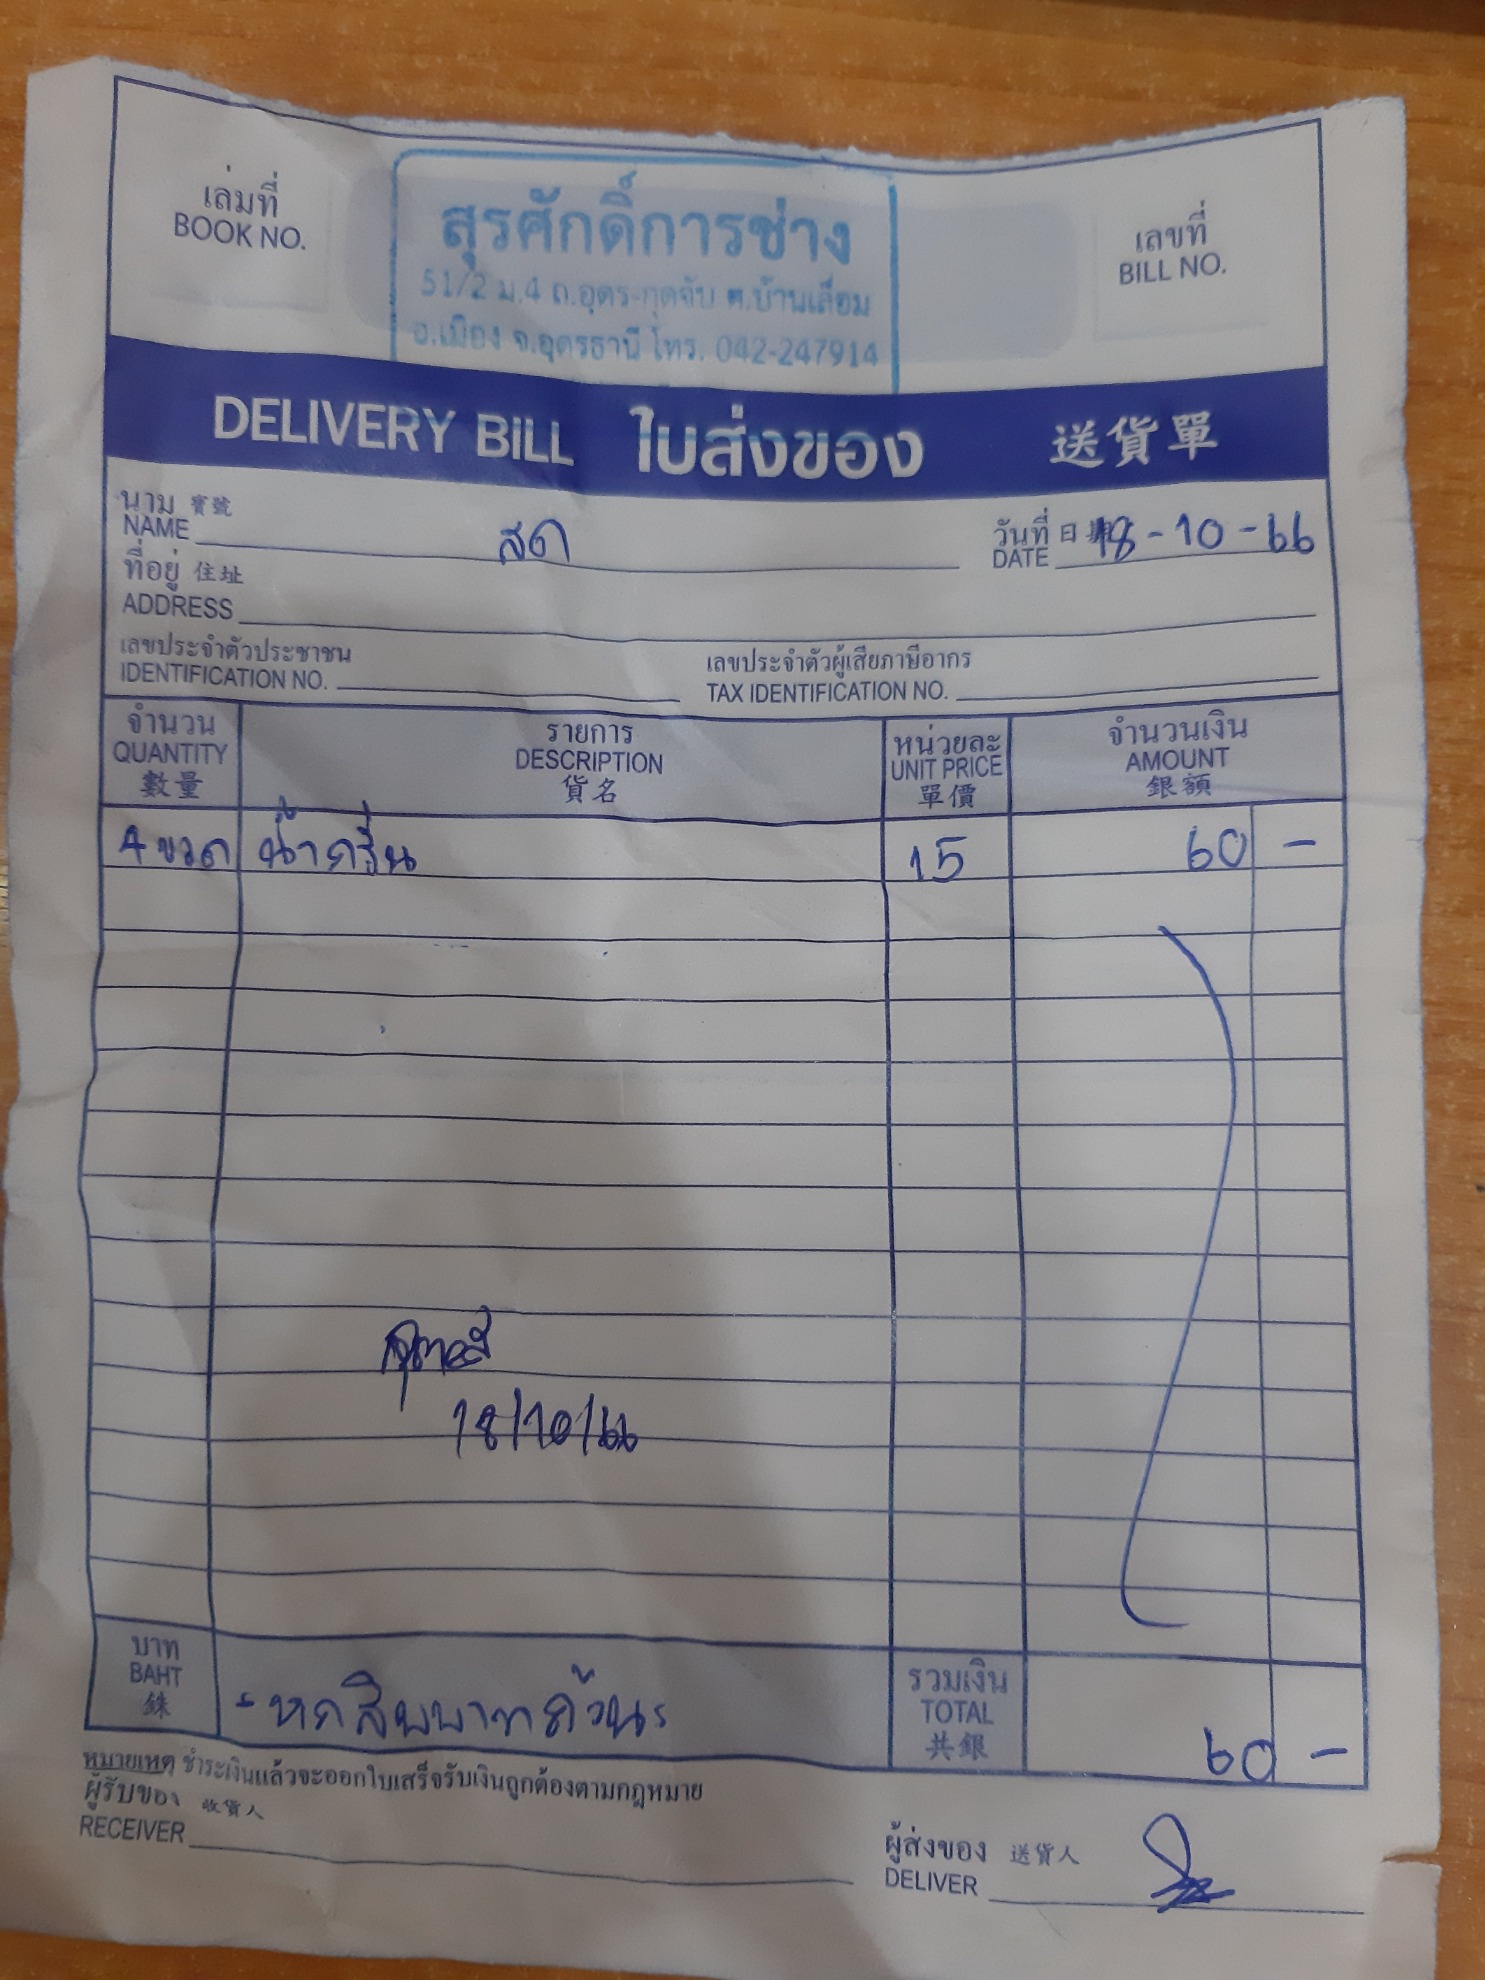 เล่มที่
BOOK NO.
สุรศักดิ์การช่าง
51/2 ม.4 ถ.อุดร-กุดจับ ต.บ้านเลื่อม
อ.เมือง จ.อุดรธานี โทร. 042-247914
เลขที่
BILL NO.
DELIVERY BILL ใบส่งของ 送貨單
นาม 寶號
NAME สด
วันที่ 日期 18-10-66
DATE
ที่อยู่ 住址
ADDRESS
เลขประจำตัวประชาชน
IDENTIFICATION NO.
เลขประจำตัวผู้เสียภาษีอากร
TAX IDENTIFICATION NO.
จำนวน
QUANTITY
數量
รายการ
DESCRIPTION
貨名
หน่วยละ
UNIT PRICE
單價
จำนวนเงิน
AMOUNT
銀額
4 ขวด น้ำกลั่น 15 60 -
18/10/66
บาท
BAHT
銖
- หกสิบบาทถ้วน
รวมเงิน
TOTAL
共銀
60 -
หมายเหตุ ชำระเงินแล้วจะออกใบเสร็จรับเงินถูกต้องตามกฎหมาย
ผู้รับของ 收貨人
RECEIVER
ผู้ส่งของ 送貨人
DELIVER